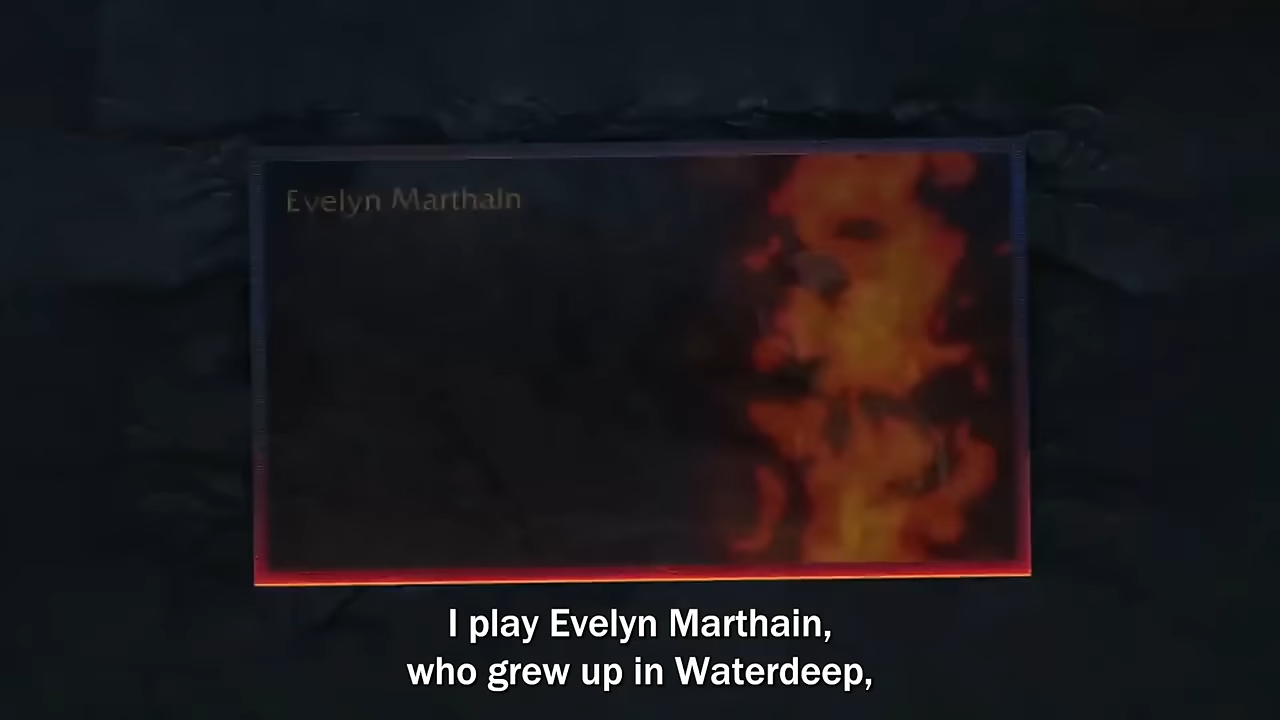 Evelyn Marthain
I play Evelyn Marthain,
who grew up in Waterdeep,